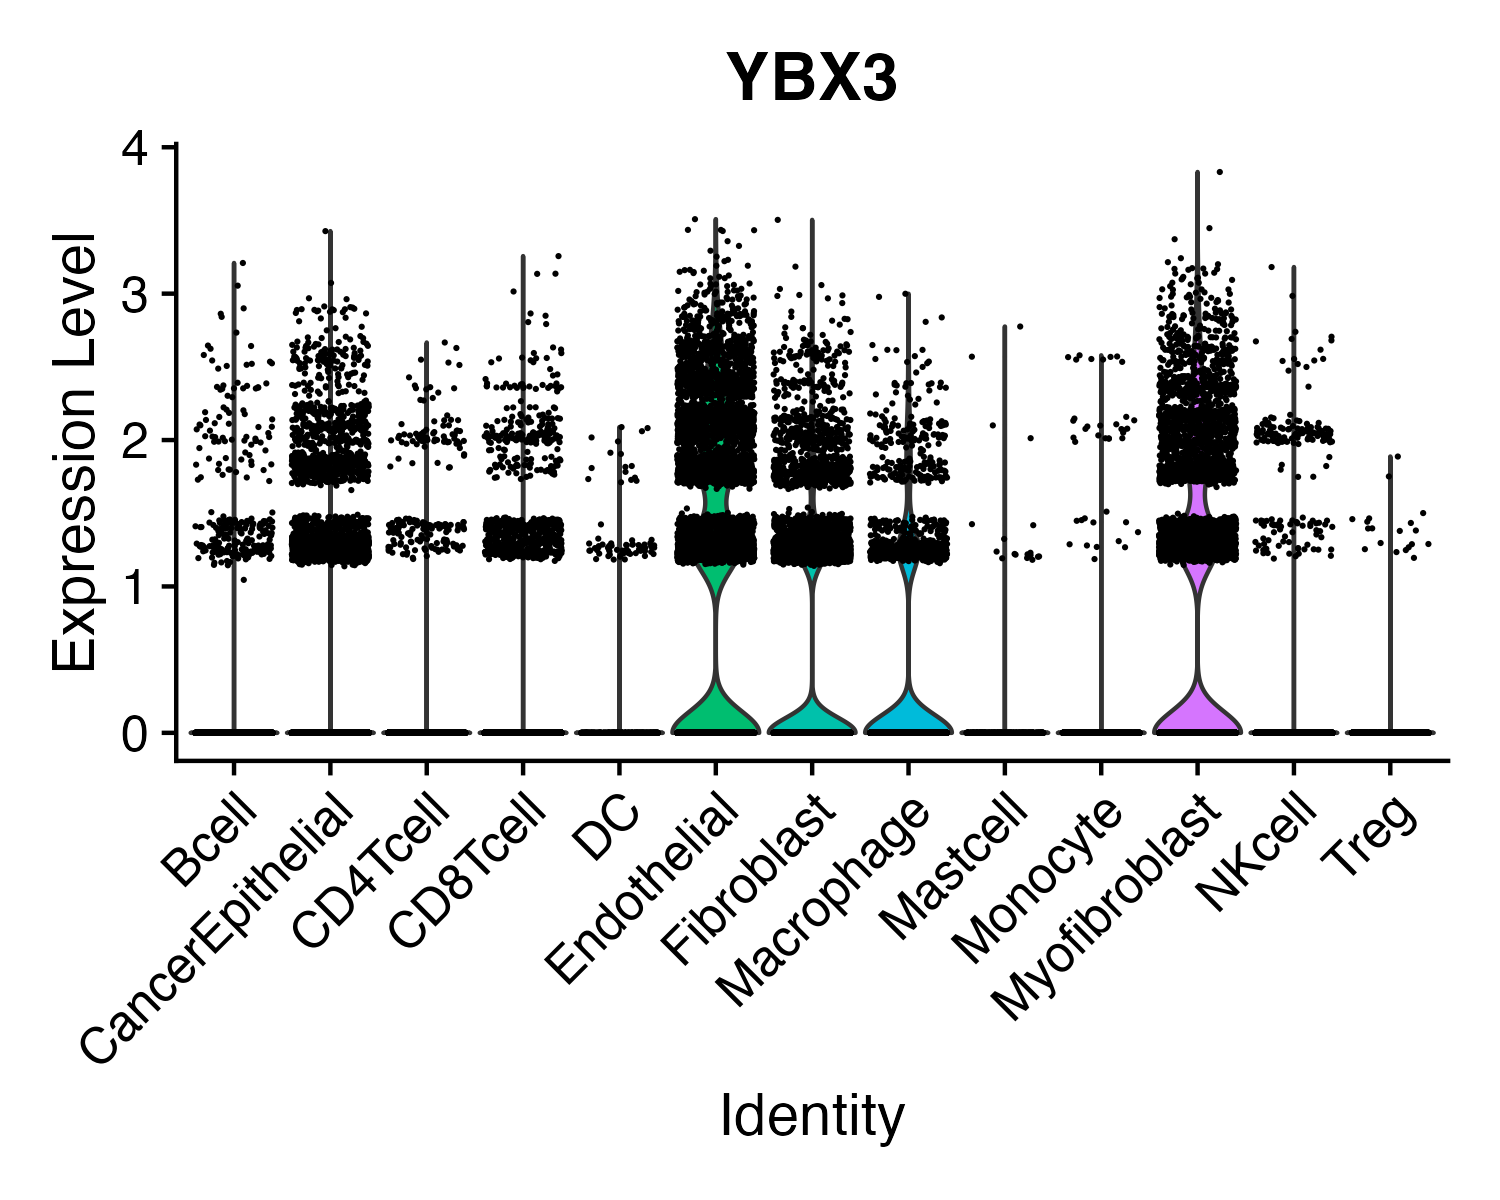 YBX3
Expression Level
4
3
2
1
0
Bcell
CancerEpithelial
CD4Tcell
CD8Tcell
DC
Endothelial
Fibroblast
Macrophage
Mastcell
Monocyte
Myofibroblast
NKcell
Treg
Identity